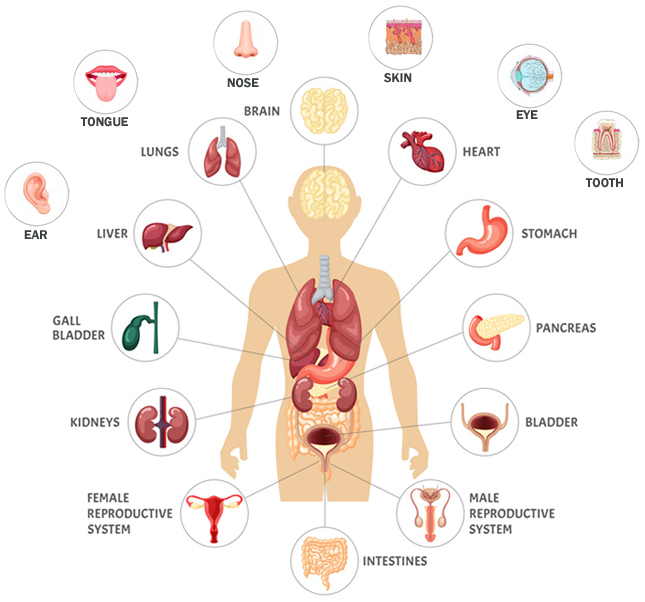 NOSE
SKIN
TONGUE
BRAIN
EYE
LUNGS
HEART
TOOTH
EAR
LIVER
STOMACH
GALL
BLADDER
PANCREAS
KIDNEYS
BLADDER
FEMALE
REPRODUCTIVE
SYSTEM
MALE
REPRODUCTIVE
SYSTEM
INTESTINES